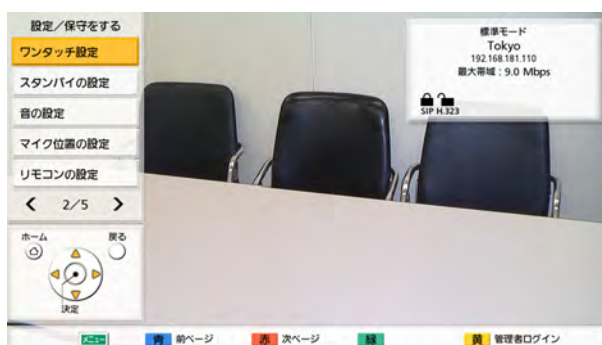 設定／保守をする
ワンタッチ設定
スタンバイの設定
音の設定
マイク位置の設定
リモコンの設定
2/5
ホーム
戻る
決定
標準モード
Tokyo
192.168.181.110
最大帯域：9.0 Mbps
SIP H.323
メニュー 青 前ページ 赤 次ページ 緑 黄 管理者ログイン